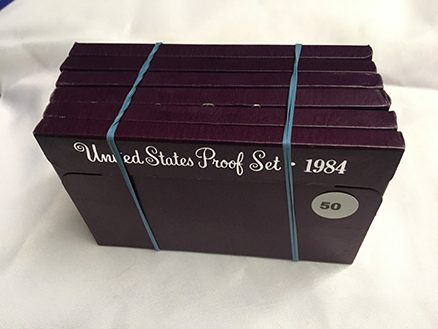 United States Proof Set • 1984
50